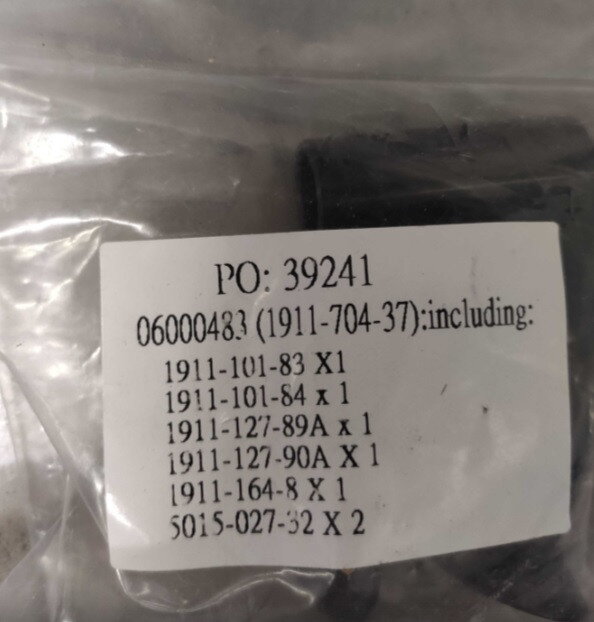 PO: 39241
06000483 (1911-704-37):including:
1911-101-83 X1
1911-101-84 x 1
1911-127-89A x 1
1911-127-90A X 1
1911-164-8 X 1
5015-027-32 X 2